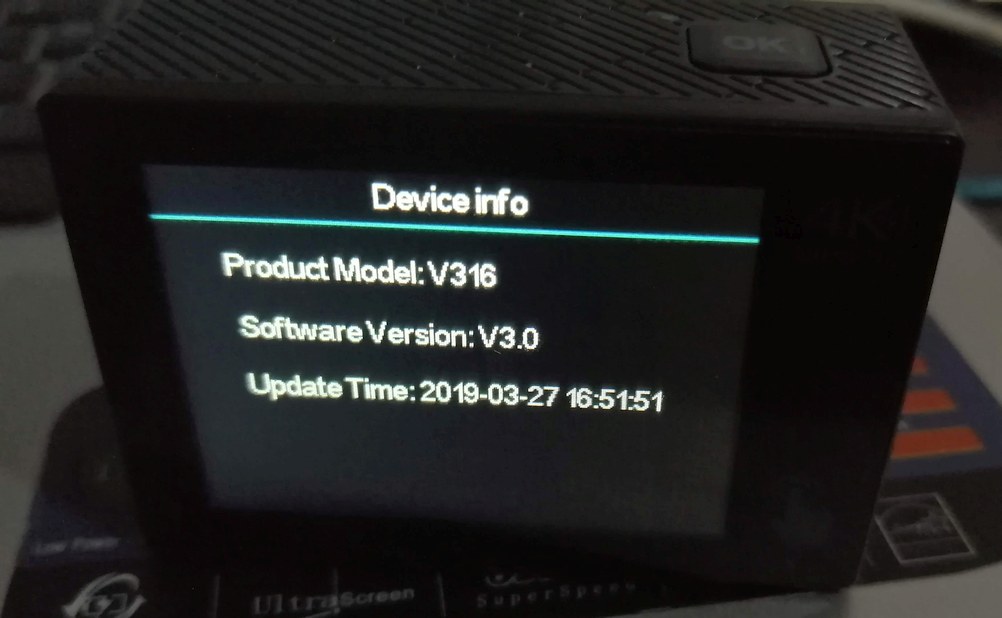 OK
Device info
Product Model: V316
Software Version: V3.0
Update Time: 2019-03-27 16:51:51
4K
Low Power
UltraScreen
SuperSpeed